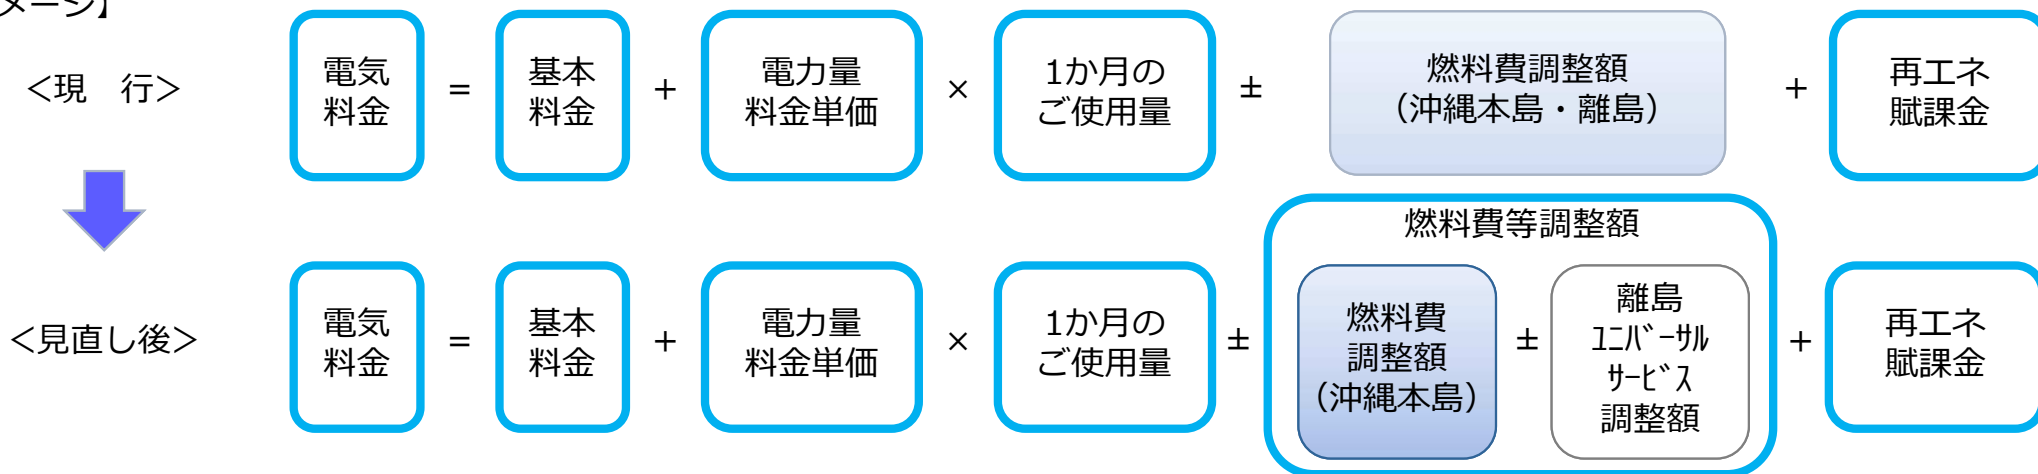 メージ】
<現　行>
電気
料金
=
基本
料金
+
電力量
料金単価
×
1か月の
ご使用量
±
燃料費調整額
（沖縄本島・離島）
+
再エネ
賦課金
燃料費等調整額
<見直し後>
電気
料金
=
基本
料金
+
電力量
料金単価
×
1か月の
ご使用量
±
燃料費
調整額
（沖縄本島）
±
離島
ﾕﾆﾊﾞｰｻﾙ
ｻｰﾋﾞｽ
調整額
+
再エネ
賦課金